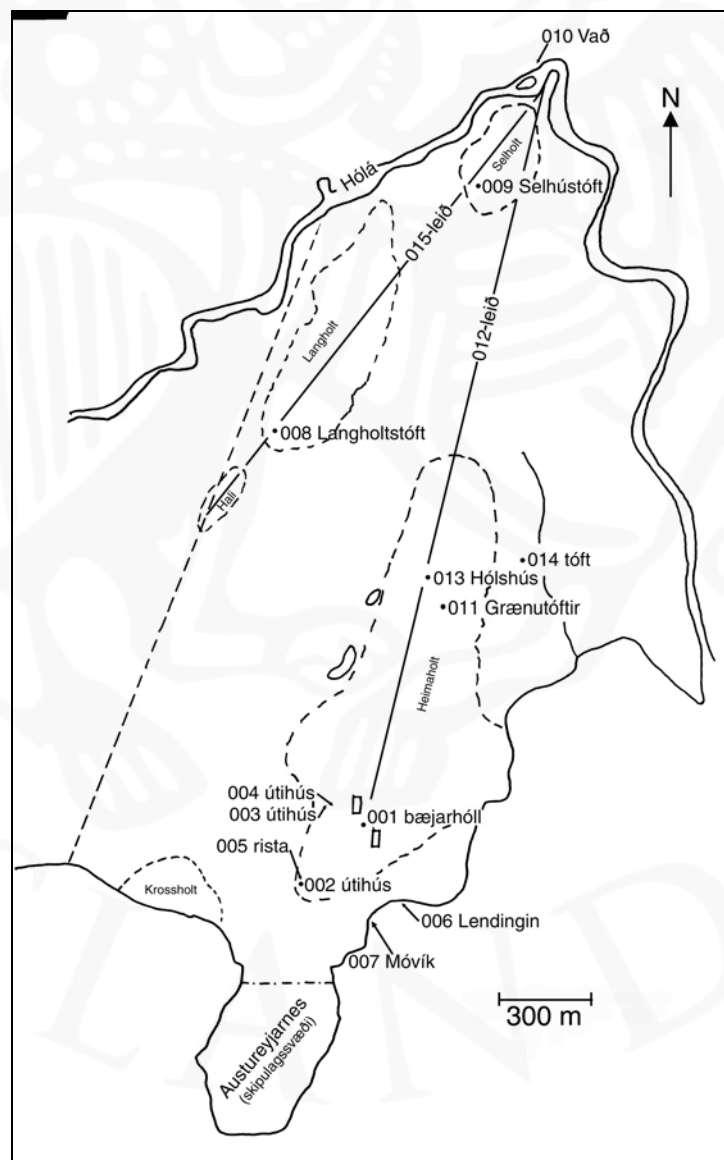 010 Vað
N
Hólá
Selholt
009 Selhústóft
015-leið
012-leið
Langholt
008 Langholtstóft
Hali
014 tóft
013 Hólshús
011 Grænutóftir
Heimaholt
004 útihús
003 útihús
001 bæjarhóll
005 rista
002 útihús
Krossholt
006 Lendingin
007 Móvík
300 m
Austureyjarnes
(skipulagssvæði)